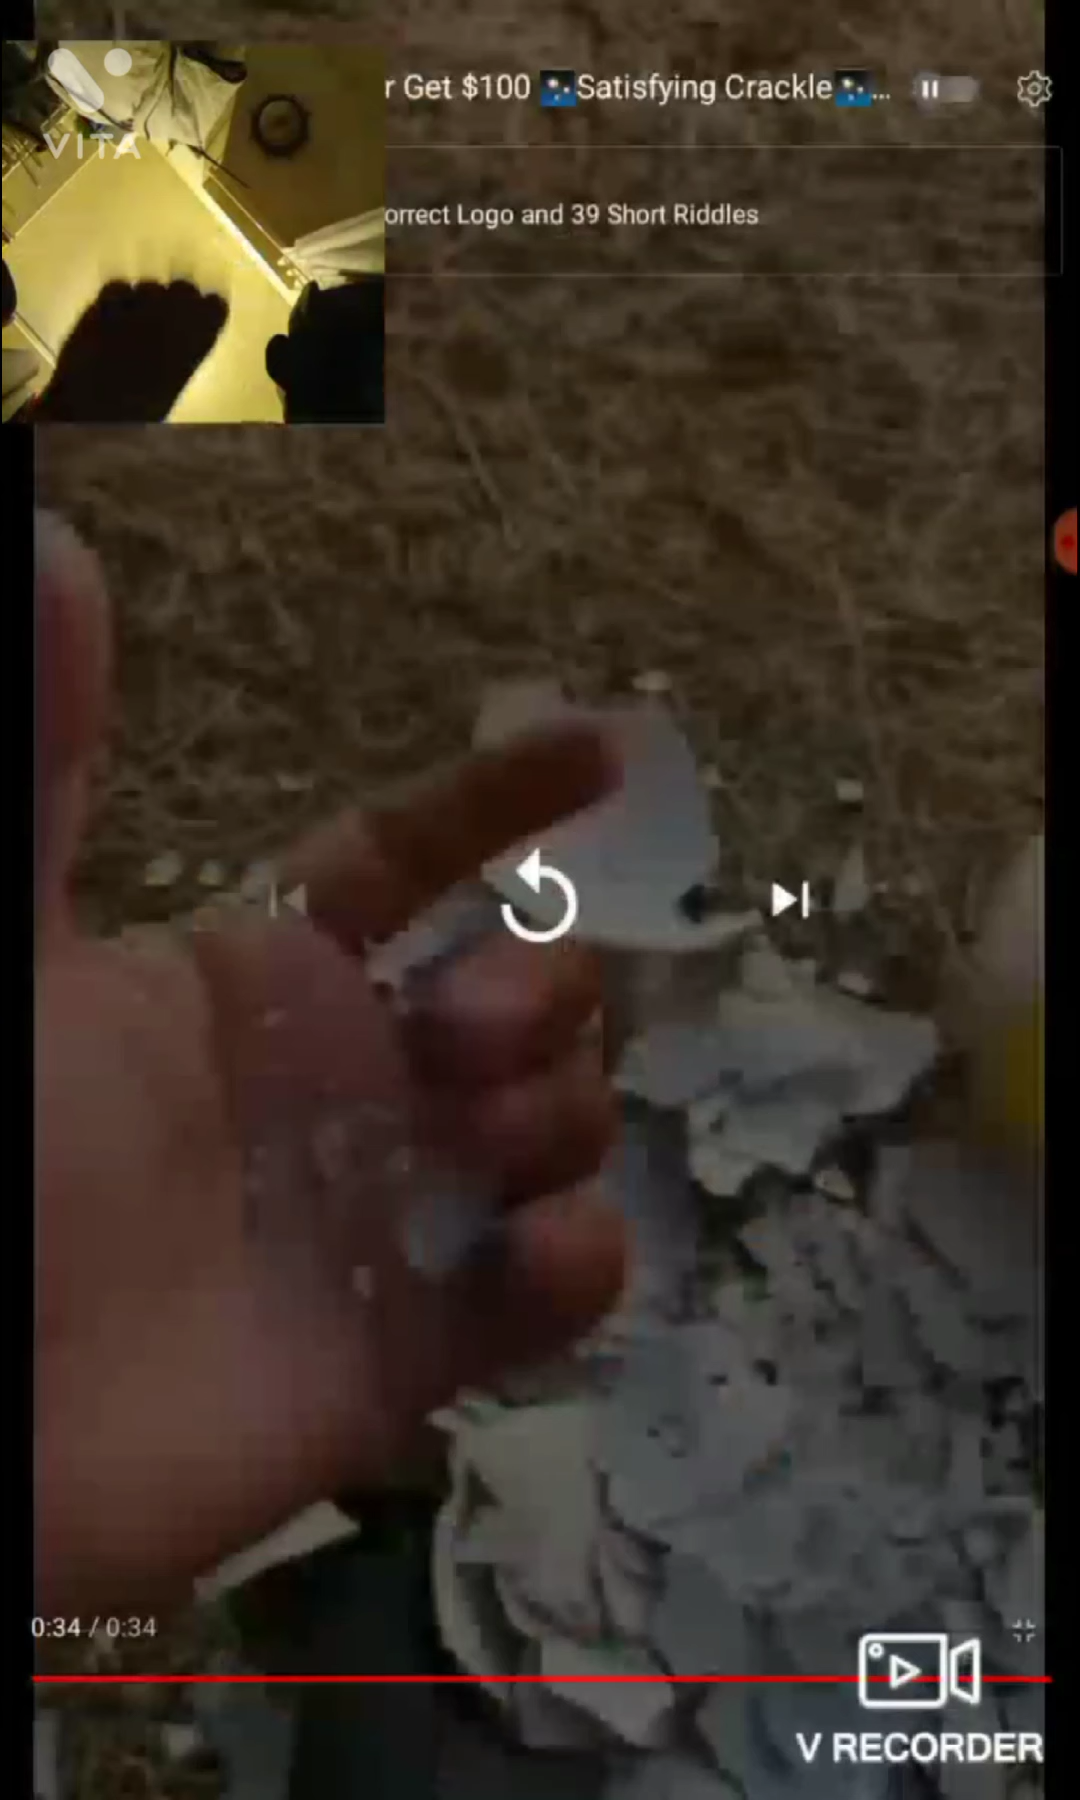 VITA
r Get $100 Satisfying Crackle ...
orrect Logo and 39 Short Riddles
0:34 / 0:34
V RECORDER